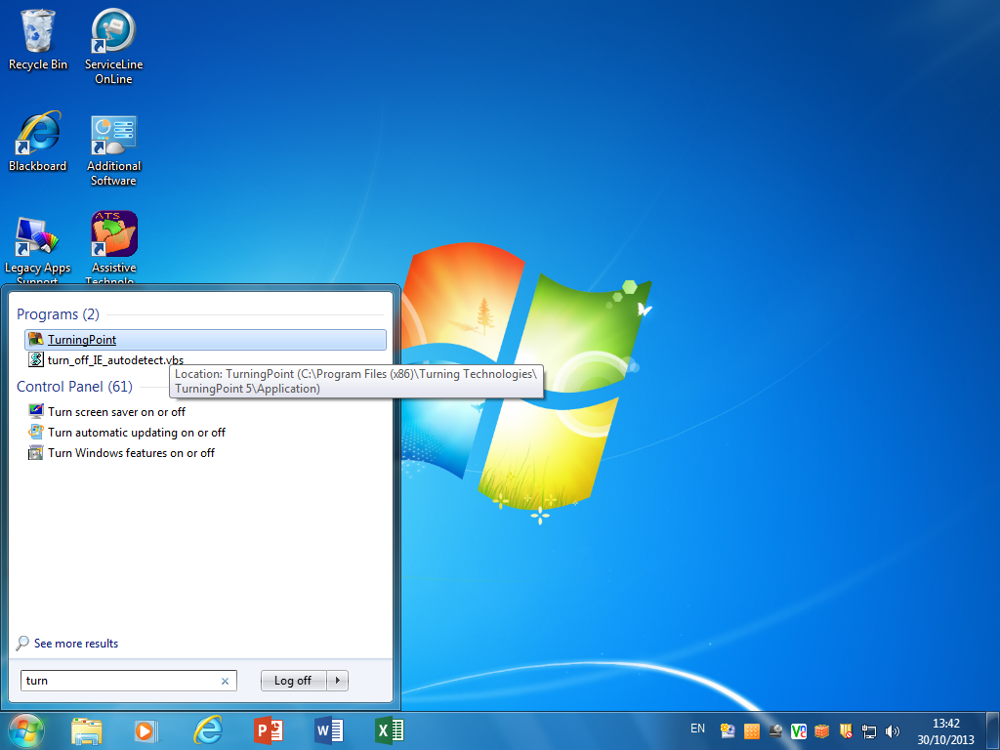 Recycle Bin
ServiceLine
OnLine
Blackboard
Additional
Software
Legacy Apps
Support
ATS
Assistive
Technolo...
Programs (2)
TurningPoint
turn_off_IE_autodetect.vbs
Location: TurningPoint (C:\Program Files (x86)\Turning Technologies\
TurningPoint 5\Application)
Control Panel (61)
Turn screen saver on or off
Turn automatic updating on or off
Turn Windows features on or off
See more results
turn
Log off
EN
13:42
30/10/2013